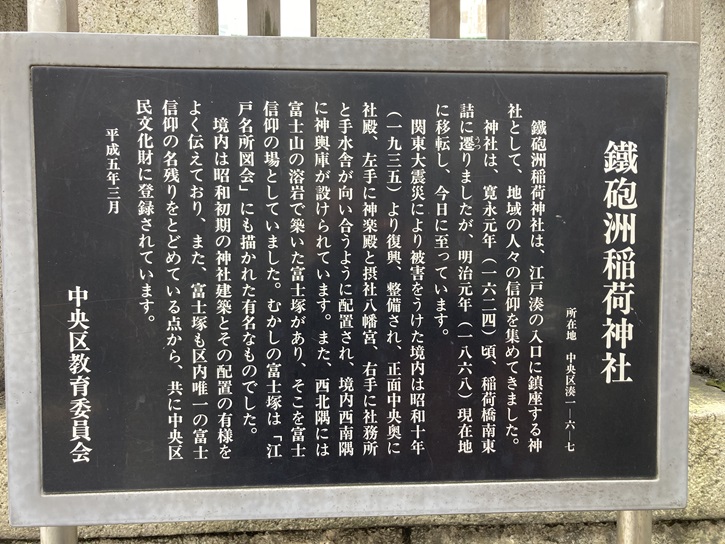 鐵砲洲稲荷神社
所在地　中央区湊一―六―七
鐵砲洲稲荷神社は、江戸湊の入口に鎮座する神
社として、地域の人々の信仰を集めてきました。
神社は、寛永元年（一六二四）頃、稲荷橋南東
詰に遷りましたが、明治元年（一八六八）現在地
うつ
に移転し、今日に至っています。
関東大震災により被害をうけた境内は昭和十年
（一九三五）より復興、整備され、正面中央奥に
社殿、左手に神楽殿と摂社八幡宮、右手に社務所
と手水舎が向い合うように配置され、境内西南隅
に神輿庫が設けられています。また、西北隅には
富士山の溶岩で築いた富士塚があり、そこを富士
信仰の場としていました。むかしの富士塚は「江
戸名所図会」にも描かれた有名なものでした。
境内は昭和初期の神社建築とその配置の有様を
よく伝えており、また、富士塚も区内唯一の富士
信仰の名残りをとどめている点から、共に中央区
民文化財に登録されています。
平成五年三月
中央区教育委員会